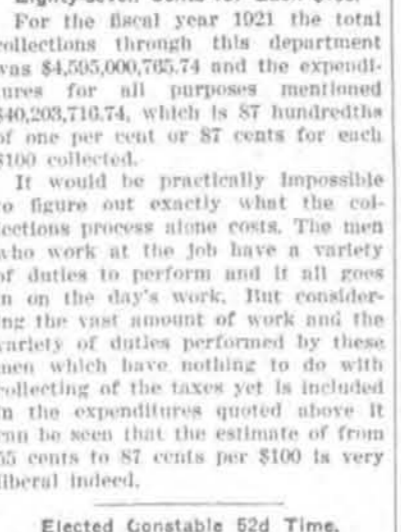 For the fiscal year 1921 the total
ollections through this department
was $4,595,000,765.74 and the expendi-
ures for all purposes mentioned
$40,203,716.74, which is 87 hundredths
of one per cent or 87 cents for each
$100 collected.
It would be practically impossible
to figure out exactly what the col-
lections process alone costs. The men
who work at the job have a variety
of duties to perform and it all goes
n on the day's work. But consider-
ng the vast amount of work and the
variety of duties performed by these
men which have nothing to do with
collecting of the taxes yet is included
n the expenditures quoted above it
can be seen that the estimate of from
55 cents to 87 cents per $100 is very
liberal indeed.
Elected Constable 52d Time.